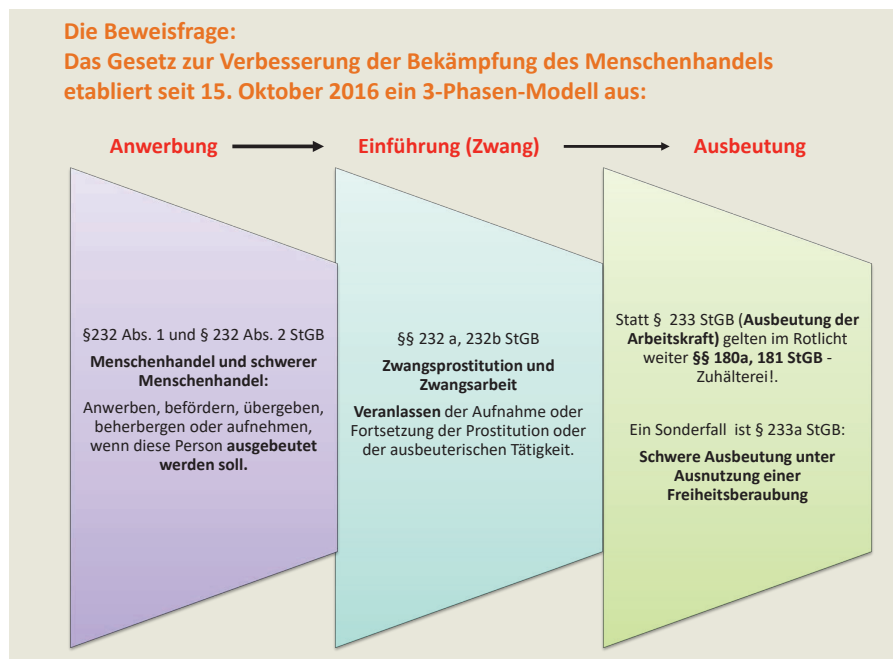 Die Beweisfrage:
Das Gesetz zur Verbesserung der Bekämpfung des Menschenhandels
etabliert seit 15. Oktober 2016 ein 3-Phasen-Modell aus:
Anwerbung
Einführung (Zwang)
Ausbeutung
§232 Abs. 1 und § 232 Abs. 2 StGB
Menschenhandel und schwerer
Menschenhandel:
Anwerben, befördern, übergeben,
beherbergen oder aufnehmen,
wenn diese Person ausgebeutet
werden soll.
§§ 232 a, 232b StGB
Zwangsprostitution und
Zwangsarbeit
Veranlassen der Aufnahme oder
Fortsetzung der Prostitution oder
der ausbeuterischen Tätigkeit.
Statt § 233 StGB (Ausbeutung der
Arbeitskraft) gelten im Rotlicht
weiter §§ 180a, 181 StGB -
Zuhälterei!.
Ein Sonderfall ist § 233a StGB:
Schwere Ausbeutung unter
Ausnutzung einer
Freiheitsberaubung